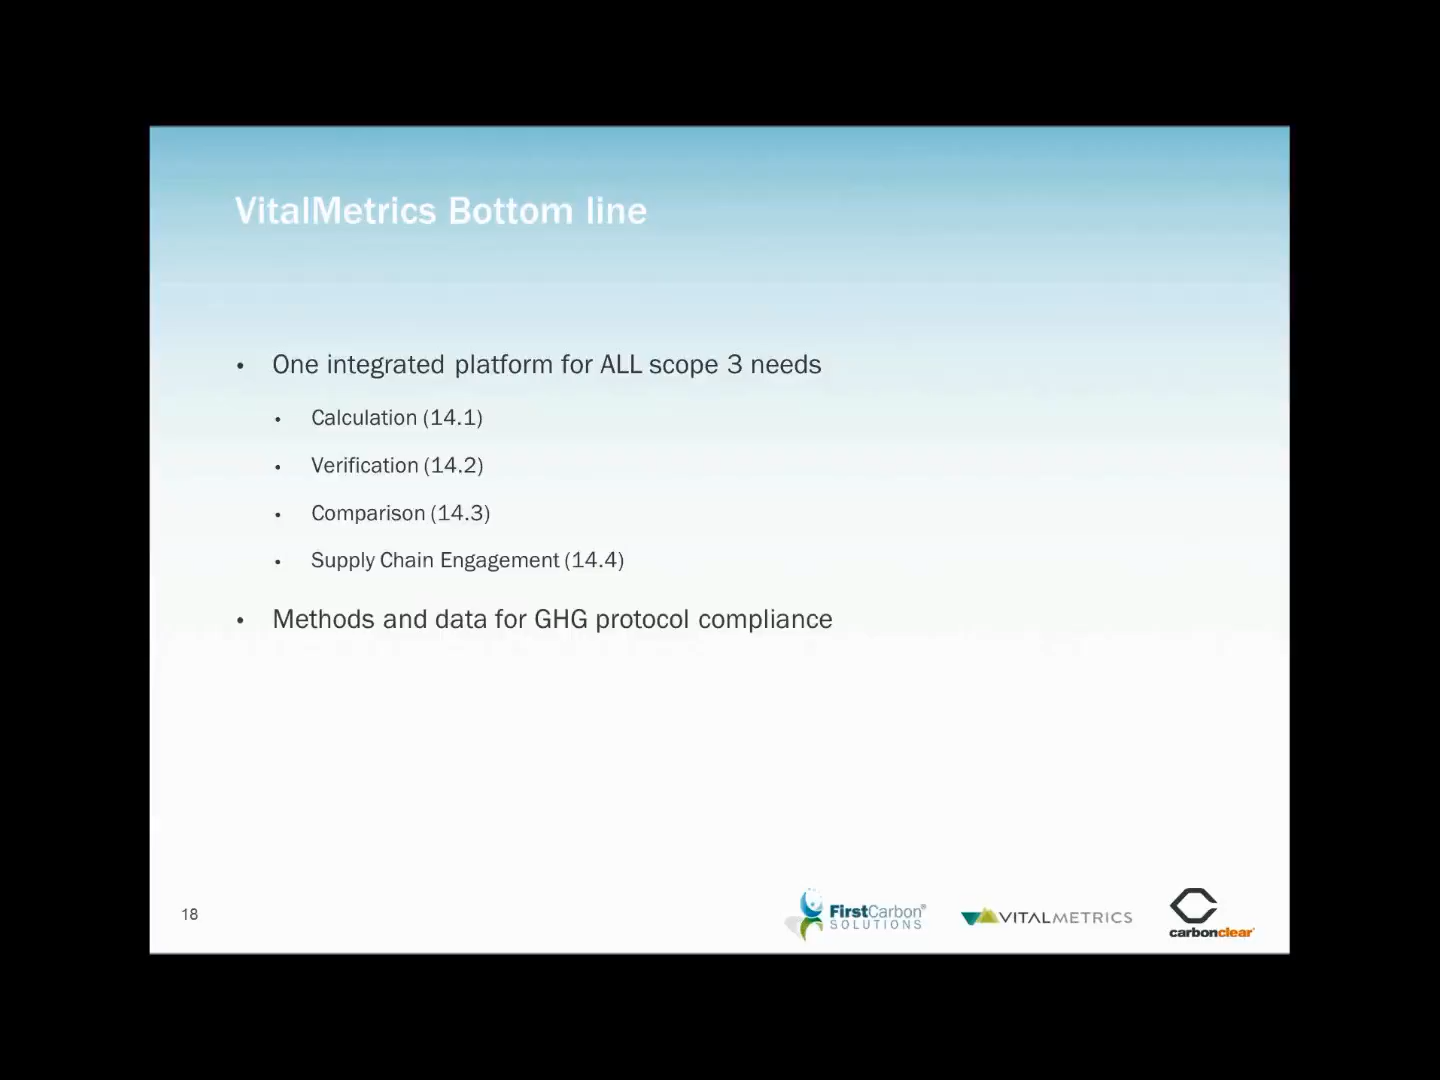 VitalMetrics Bottom line
• One integrated platform for ALL scope 3 needs
• Calculation (14.1)
• Verification (14.2)
• Comparison (14.3)
• Supply Chain Engagement (14.4)
• Methods and data for GHG protocol compliance
18
FirstCarbon®
SOLUTIONS
VITALMETRICS
carbonclear